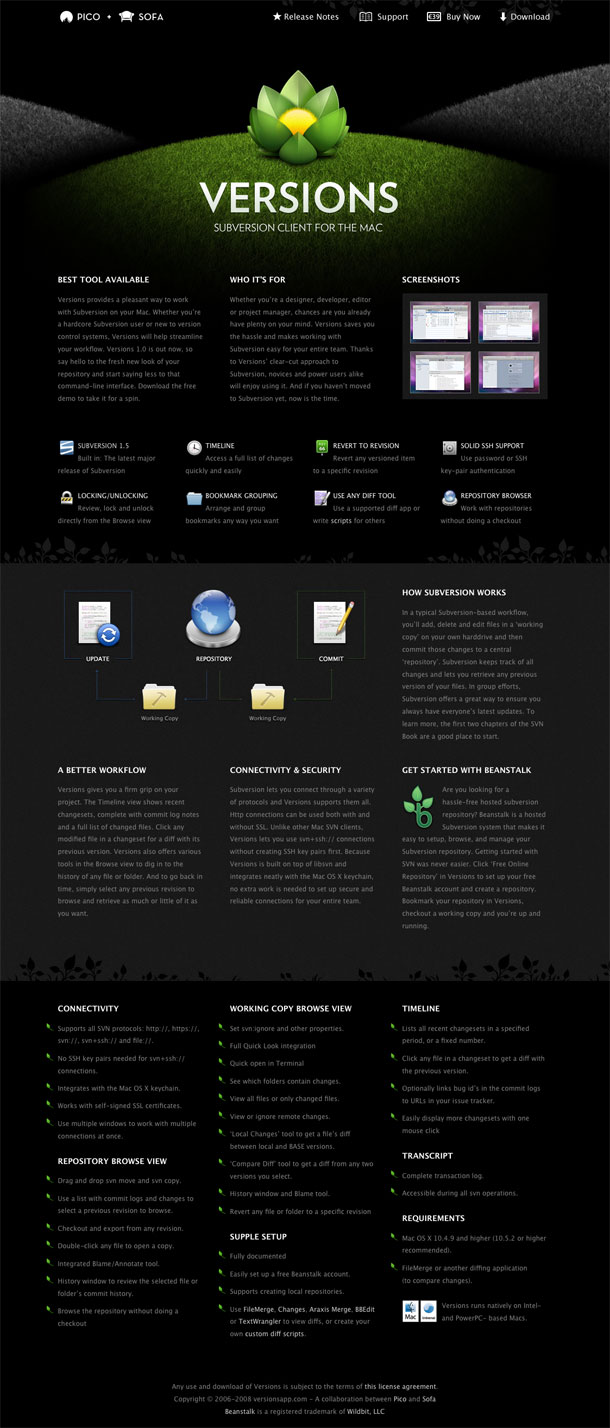 PICO + SOFA
Release Notes
Support
€39 Buy Now
Download
VERSIONS
SUBVERSION CLIENT FOR THE MAC
BEST TOOL AVAILABLE
Versions provides a pleasant way to work
with Subversion on your Mac. Whether you're
a hardcore Subversion user or new to version
control systems, Versions will help streamline
your workflow. Versions 1.0 is out now, so
say hello to the fresh new look of your
repository and start saying less to that
command-line interface. Download the free
demo to take it for a spin.
WHO IT'S FOR
Whether you're a designer, developer, editor
or project manager, chances are you already
have plenty on your mind. Versions saves you
the hassle and makes working with
Subversion easy for your entire team. Thanks
to Versions' clear-cut approach to
Subversion, novices and power users alike
will enjoy using it. And if you haven't moved
to Subversion yet, now is the time.
SCREENSHOTS
SUBVERSION 1.5
Built in: The latest major
release of Subversion
TIMELINE
Access a full list of changes
quickly and easily
REVERT TO REVISION
Revert any versioned item
to a specific revision
SOLID SSH SUPPORT
Use password or SSH
key-pair authentication
LOCKING/UNLOCKING
Review, lock and unlock
directly from the Browse view
BOOKMARK GROUPING
Arrange and group
bookmarks any way you want
USE ANY DIFF TOOL
Use a supported diff app or
write scripts for others
REPOSITORY BROWSER
Work with repositories
without doing a checkout
UPDATE
REPOSITORY
COMMIT
Working Copy
Working Copy
HOW SUBVERSION WORKS
In a typical Subversion-based workflow,
you'll add, delete and edit files in a 'working
copy' on your own harddrive and then
commit those changes to a central
'repository'. Subversion keeps track of all
changes and lets you retrieve any previous
version of your files. In group efforts,
Subversion offers a great way to ensure you
always have everyone's latest updates. To
learn more, the first two chapters of the SVN
Book are a good place to start.
A BETTER WORKFLOW
Versions gives you a firm grip on your
project. The Timeline view shows recent
changesets, complete with commit log notes
and a full list of changed files. Click any
modified file in a changeset for a diff with its
previous version. Versions also offers various
tools in the Browse view to dig in to the
history of any file or folder. And to go back in
time, simply select any previous revision to
browse and retrieve as much or little of it as
you want.
CONNECTIVITY & SECURITY
Subversion lets you connect through a variety
of protocols and Versions supports them all.
Http connections can be used both with and
without SSL. Unlike other Mac SVN clients,
Versions lets you use svn+ssh:// connections
without creating SSH key pairs first. Because
Versions is built on top of libsvn and
integrates neatly with the Mac OS X keychain,
no extra work is needed to set up secure and
reliable connections for your entire team.
GET STARTED WITH BEANSTALK
Are you looking for a
hassle-free hosted subversion
repository? Beanstalk is a hosted
Subversion system that makes it
easy to setup, browse, and manage your
Subversion repository. Getting started with
SVN was never easier. Click 'Free Online
Repository' in Versions to set up your free
Beanstalk account and create a repository.
Bookmark your repository in Versions,
checkout a working copy and you're up and
running.
CONNECTIVITY
Supports all SVN protocols: http://, https://,
svn://, svn+ssh:// and file://.
No SSH key pairs needed for svn+ssh://
connections.
Integrates with the Mac OS X keychain.
Works with self-signed SSL certificates.
Use multiple windows to work with multiple
connections at once.
REPOSITORY BROWSE VIEW
Drag and drop svn move and svn copy.
Use a list with commit logs and changes to
select a previous revision to browse.
Checkout and export from any revision.
Double-click any file to open a copy.
Integrated Blame/Annotate tool.
History window to review the selected file or
folder's commit history.
Browse the repository without doing a
checkout
WORKING COPY BROWSE VIEW
Set svn:ignore and other properties.
Full Quick Look integration
Quick open in Terminal
See which folders contain changes.
View all files or only changed files.
View or ignore remote changes.
'Local Changes' tool to get a file's diff
between local and BASE versions.
'Compare Diff' tool to get a diff from any two
versions you select.
History window and Blame tool.
Revert any file or folder to a specific revision
SUPPLE SETUP
Fully documented
Easily set up a free Beanstalk account.
Supports creating local repositories.
Use FileMerge, Changes, Araxis Merge, BBEdit
or TextWrangler to view diffs, or create your
own custom diff scripts.
TIMELINE
Lists all recent changesets in a specified
period, or a fixed number.
Click any file in a changeset to get a diff with
the previous version.
Optionally links bug id's in the commit logs
to URLs in your issue tracker.
Easily display more changesets with one
mouse click
TRANSCRIPT
Complete transaction log.
Accessible during all svn operations.
REQUIREMENTS
Mac OS X 10.4.9 and higher (10.5.2 or higher
recommended).
FileMerge or another diffing application
(to compare changes).
Mac
Universal
Versions runs natively on Intel-
and PowerPC- based Macs.
Any use and download of Versions is subject to the terms of this license agreement.
Copyright © 2006-2008 versionsapp.com - A collaboration between Pico and Sofa
Beanstalk is a registered trademark of Wildbit, LLC